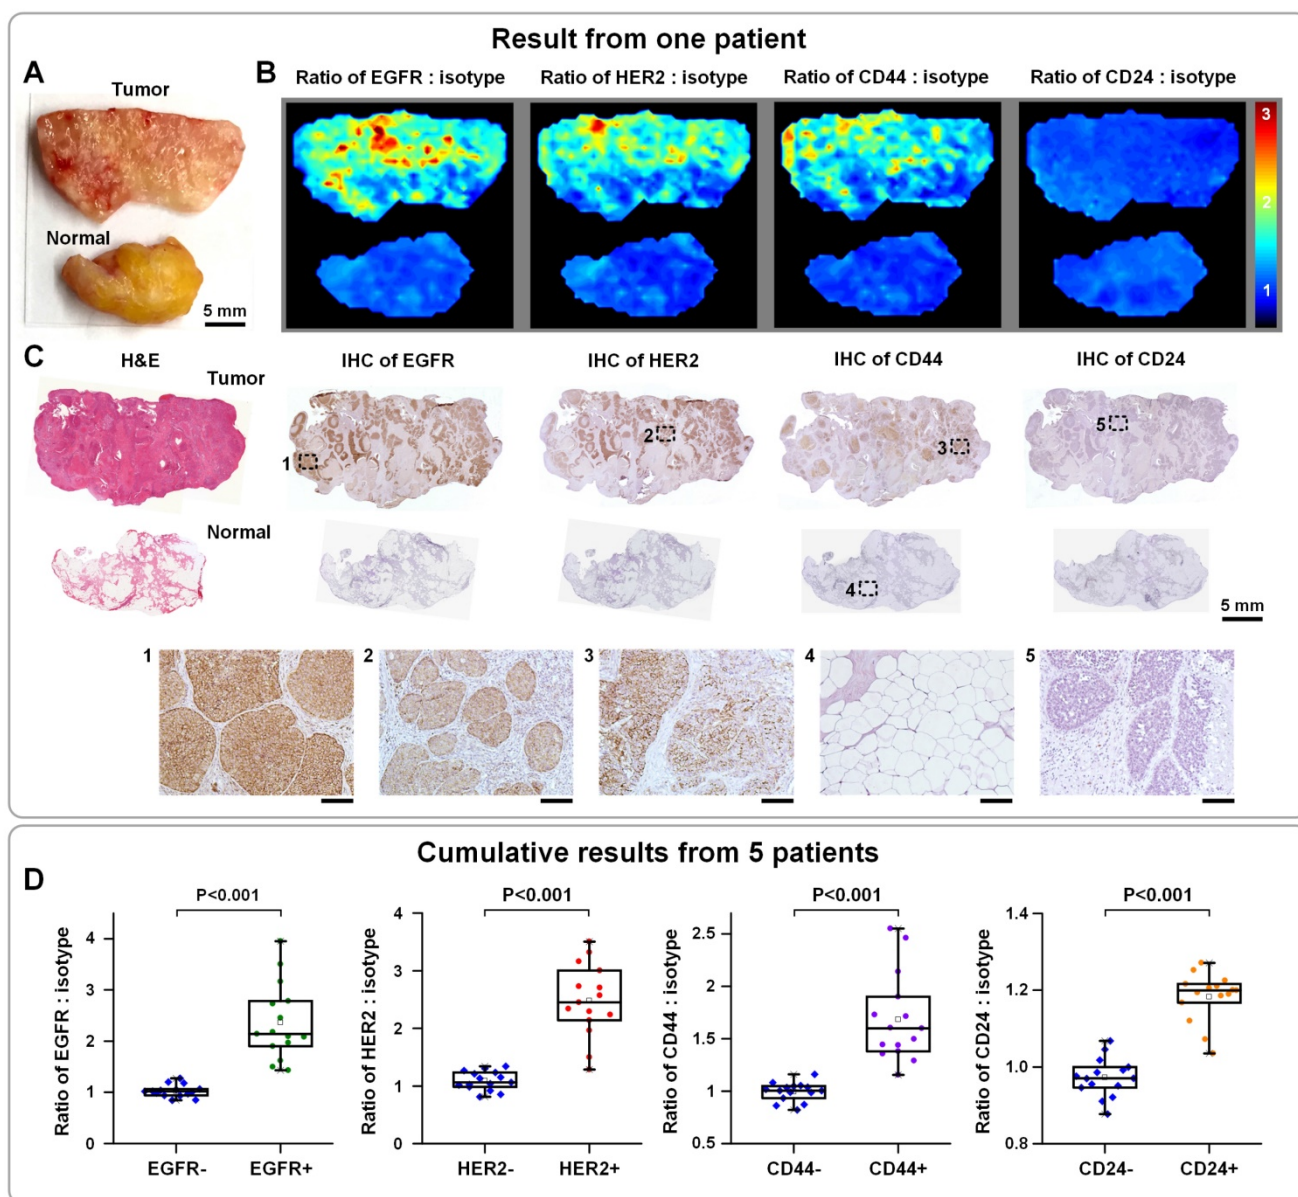 Result from one patient
A
Tumor
Normal
5 mm
B
Ratio of EGFR : isotype
Ratio of HER2 : isotype
Ratio of CD44 : isotype
Ratio of CD24 : isotype
3
2
1
C
H&E
IHC of EGFR
IHC of HER2
IHC of CD44
IHC of CD24
Tumor
1
2
3
5
Normal
4
5 mm
1
2
3
4
5
Cumulative results from 5 patients
D
P<0.001
Ratio of EGFR : isotype
4
3
2
1
0
EGFR-
EGFR+
P<0.001
Ratio of HER2 : isotype
4
3
2
1
0
HER2-
HER2+
P<0.001
Ratio of CD44 : isotype
2.5
2
1.5
1
0.5
CD44-
CD44+
P<0.001
Ratio of CD24 : isotype
1.4
1.2
1.0
0.8
CD24-
CD24+